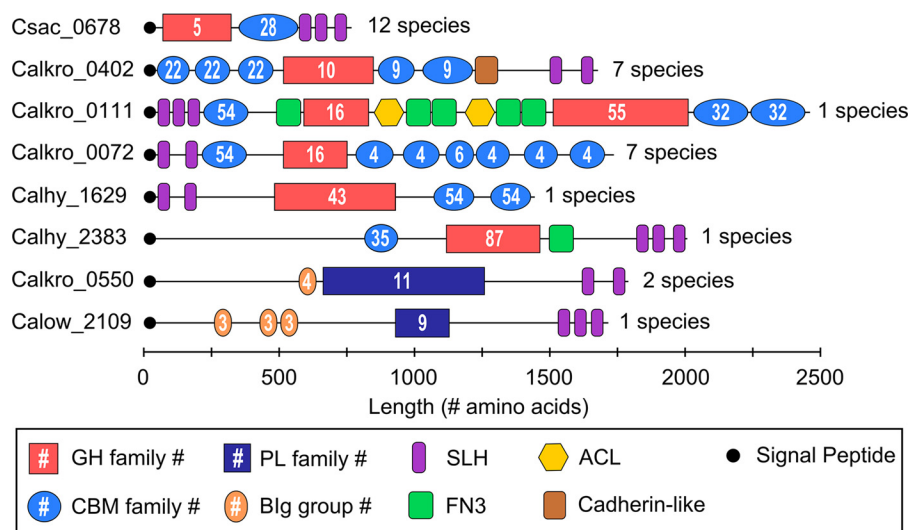 Csac_0678 5 28 12 species
Calkro_0402 22 22 22 10 9 9 7 species
Calkro_0111 54 16 55 32 32 1 species
Calkro_0072 54 16 4 4 6 4 4 4 7 species
Calhy_1629 43 54 54 1 species
Calhy_2383 35 87 1 species
Calkro_0550 4 11 2 species
Calow_2109 3 3 3 9 1 species
0 500 1000 1500 2000 2500
Length (# amino acids)
# GH family # # PL family # SLH ACL Signal Peptide
# CBM family # # BIg group # FN3 Cadherin-like